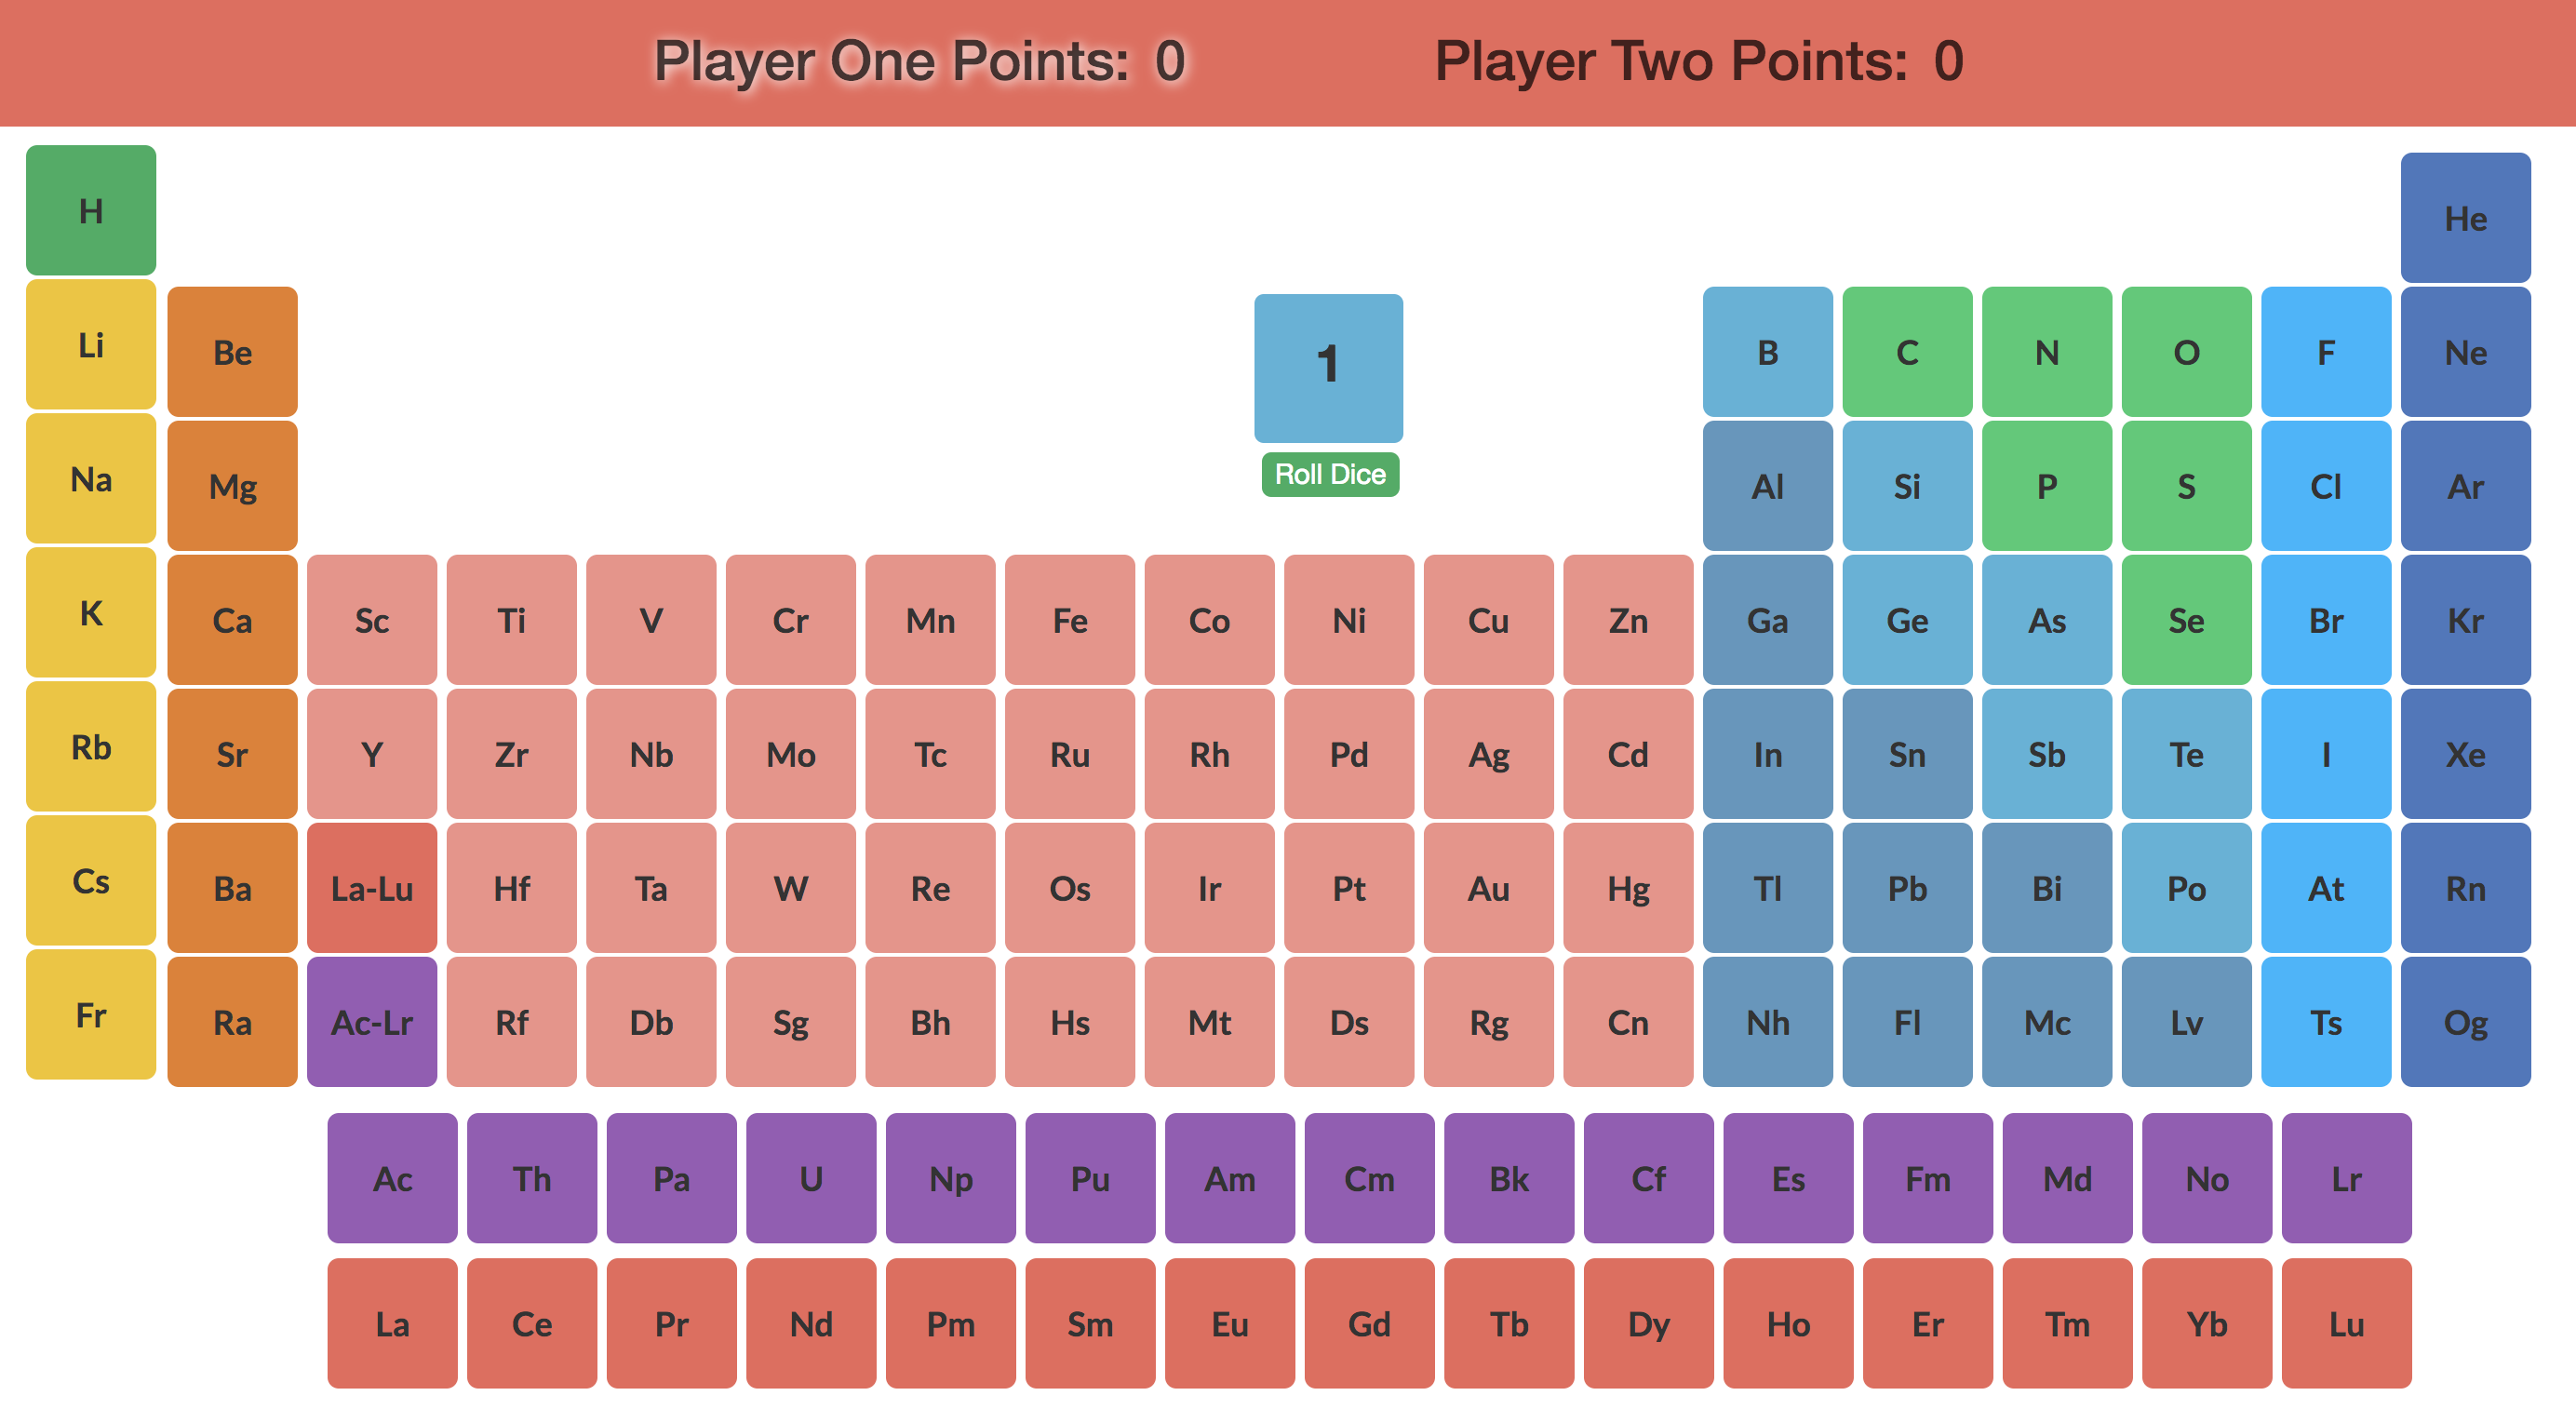 Player One Points: 0 Player Two Points: 0
H He
Li Be 1 B C N O F Ne
Roll Dice
Na Mg Al Si P S Cl Ar
K Ca Sc Ti V Cr Mn Fe Co Ni Cu Zn Ga Ge As Se Br Kr
Rb Sr Y Zr Nb Mo Tc Ru Rh Pd Ag Cd In Sn Sb Te I Xe
Cs Ba La-Lu Hf Ta W Re Os Ir Pt Au Hg Tl Pb Bi Po At Rn
Fr Ra Ac-Lr Rf Db Sg Bh Hs Mt Ds Rg Cn Nh Fl Mc Lv Ts Og
Ac Th Pa U Np Pu Am Cm Bk Cf Es Fm Md No Lr
La Ce Pr Nd Pm Sm Eu Gd Tb Dy Ho Er Tm Yb Lu